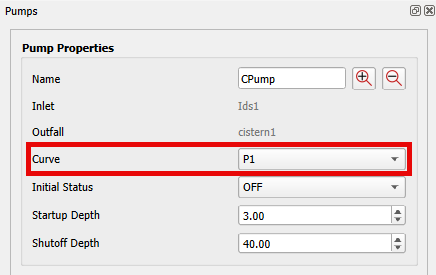 Pumps
Pump Properties
Name CPump
Inlet Ids1
Outfall cistern1
Curve P1
Initial Status OFF
Startup Depth 3.00
Shutoff Depth 40.00